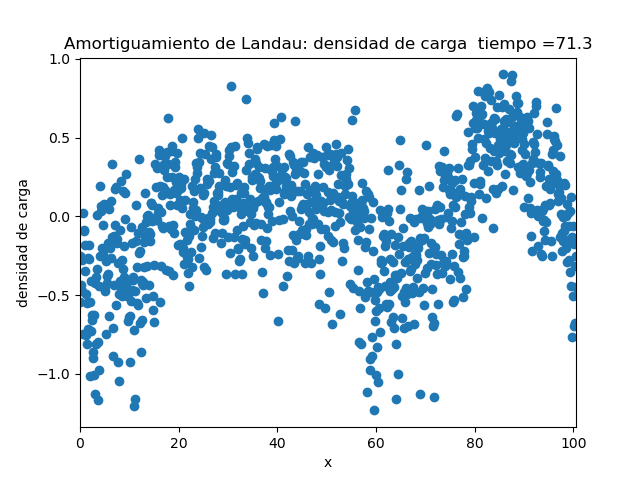 Amortiguamiento de Landau: densidad de carga  tiempo =71.3
1.0
0.5
0.0
−0.5
−1.0
densidad de carga
0 20 40 60 80 100
x